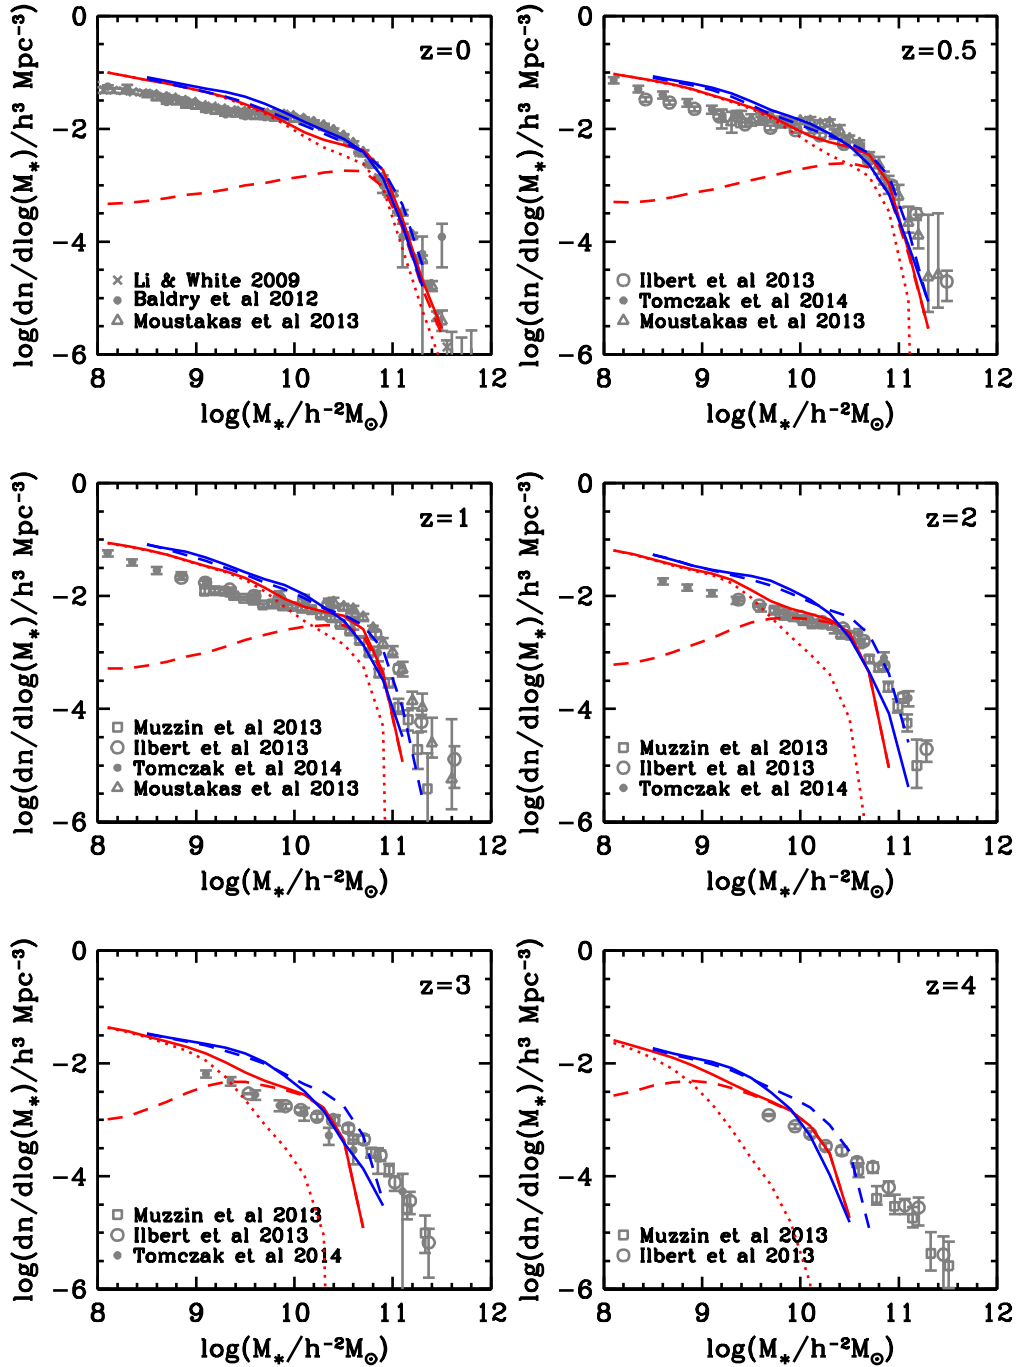 log(dn/dlog(M*)/h³ Mpc⁻³)
0
−2
−4
−6
z=0
× Li & White 2009
● Baldry et al 2012
△ Moustakas et al 2013
8 9 10 11 12
log(M*/h⁻²M⊙)
log(dn/dlog(M*)/h³ Mpc⁻³)
0
−2
−4
−6
z=0.5
○ Ilbert et al 2013
● Tomczak et al 2014
△ Moustakas et al 2013
8 9 10 11 12
log(M*/h⁻²M⊙)
log(dn/dlog(M*)/h³ Mpc⁻³)
0
−2
−4
−6
z=1
□ Muzzin et al 2013
○ Ilbert et al 2013
● Tomczak et al 2014
△ Moustakas et al 2013
8 9 10 11 12
log(M*/h⁻²M⊙)
log(dn/dlog(M*)/h³ Mpc⁻³)
0
−2
−4
−6
z=2
□ Muzzin et al 2013
○ Ilbert et al 2013
● Tomczak et al 2014
8 9 10 11 12
log(M*/h⁻²M⊙)
log(dn/dlog(M*)/h³ Mpc⁻³)
0
−2
−4
−6
z=3
□ Muzzin et al 2013
○ Ilbert et al 2013
● Tomczak et al 2014
8 9 10 11 12
log(M*/h⁻²M⊙)
log(dn/dlog(M*)/h³ Mpc⁻³)
0
−2
−4
−6
z=4
□ Muzzin et al 2013
○ Ilbert et al 2013
8 9 10 11 12
log(M*/h⁻²M⊙)